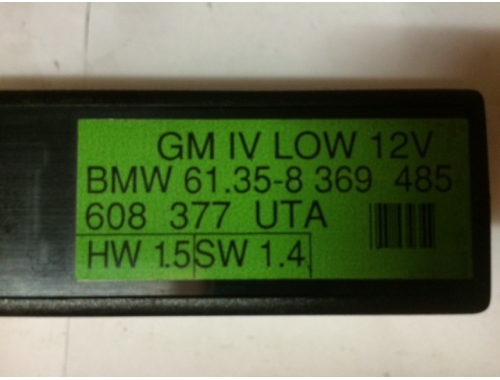 GM IV LOW 12V
BMW 61.35-8 369 485
608 377 UTA
HW 1.5 SW 1.4